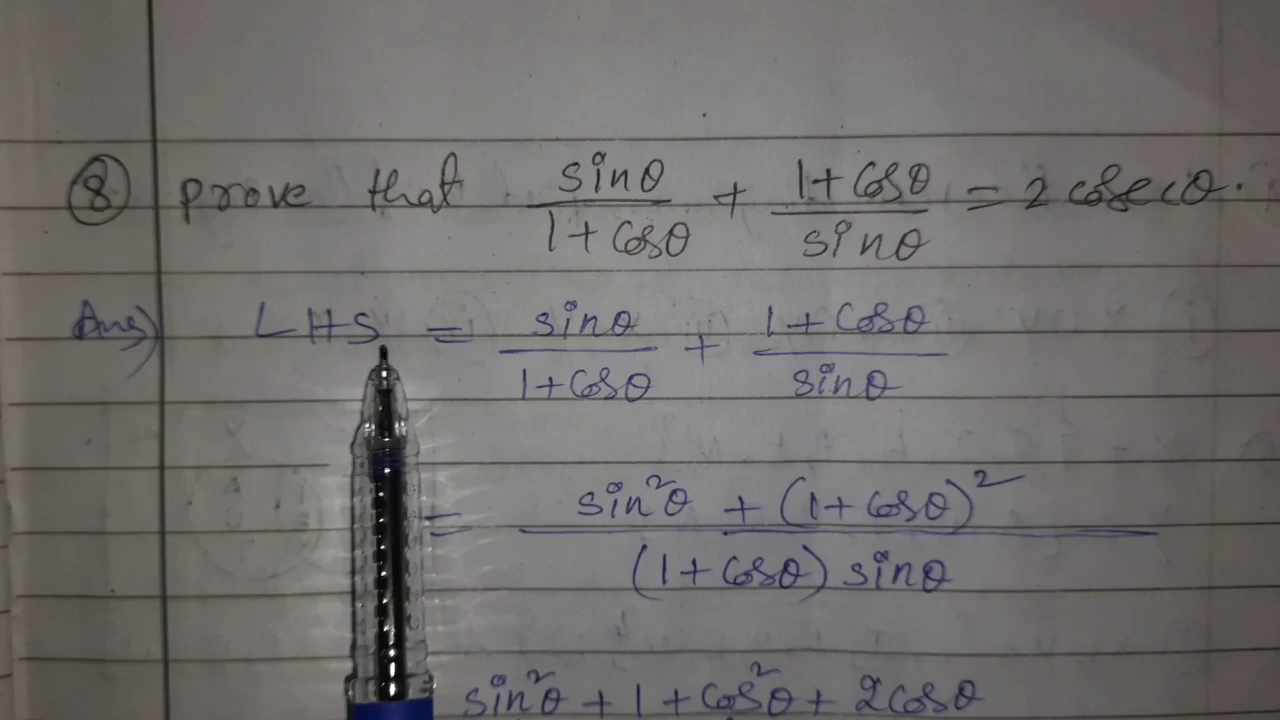 ⑧ prove that sinθ/(1+cosθ) + (1+cosθ)/sinθ = 2 cosecθ.
Ans) LHS = sinθ/(1+cosθ) + (1+cosθ)/sinθ
= (sin²θ + (1+cosθ)²)/((1+cosθ) sinθ)
sin²θ + 1 + cos²θ + 2cosθ